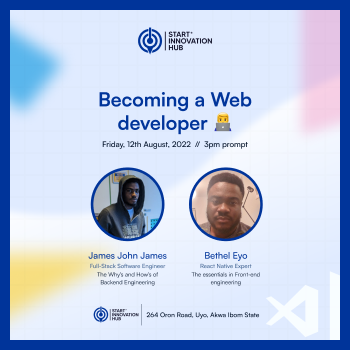 START*
INNOVATION
HUB
Becoming a Web
developer
Friday, 12th August, 2022 // 3pm prompt
James John James
Full-Stack Software Engineer
The Why's and How's of
Backend Engineering
Bethel Eyo
React Native Expert
The essentials in Front-end
engineering
START*
INNOVATION
HUB
264 Oron Road, Uyo, Akwa Ibom State